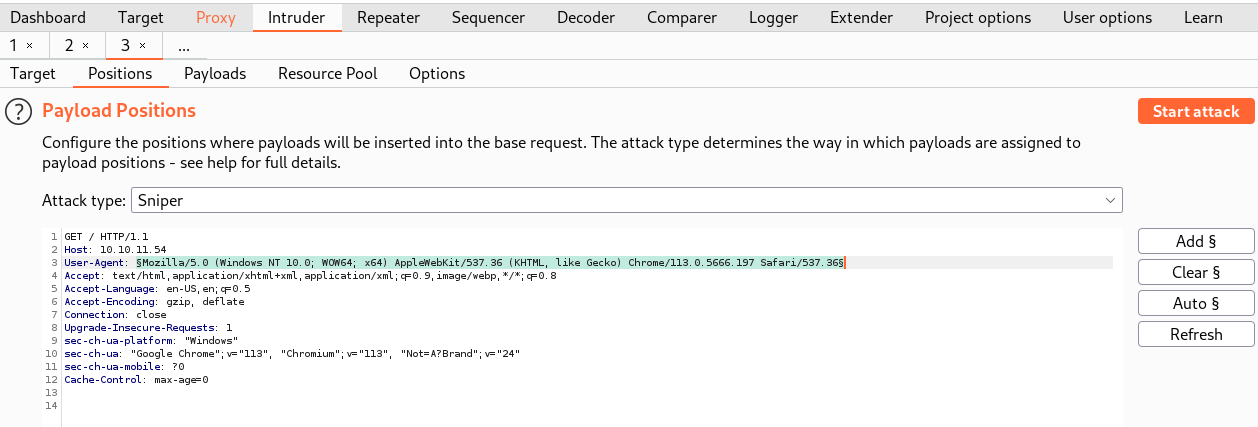 Dashboard Target Proxy Intruder Repeater Sequencer Decoder Comparer Logger Extender Project options User options Learn
1 × 2 × 3 × ...
Target Positions Payloads Resource Pool Options
? Payload Positions Start attack
Configure the positions where payloads will be inserted into the base request. The attack type determines the way in which payloads are assigned to
payload positions - see help for full details.
Attack type: Sniper
1 GET / HTTP/1.1
2 Host: 10.10.11.54
3 User-Agent: §Mozilla/5.0 (Windows NT 10.0; WOW64; x64) AppleWebKit/537.36 (KHTML, like Gecko) Chrome/113.0.5666.197 Safari/537.36§
4 Accept: text/html,application/xhtml+xml,application/xml;q=0.9,image/webp,*/*;q=0.8
5 Accept-Language: en-US,en;q=0.5
6 Accept-Encoding: gzip, deflate
7 Connection: close
8 Upgrade-Insecure-Requests: 1
9 sec-ch-ua-platform: "Windows"
10 sec-ch-ua: "Google Chrome";v="113", "Chromium";v="113", "Not=A?Brand";v="24"
11 sec-ch-ua-mobile: ?0
12 Cache-Control: max-age=0
13
14
Add §
Clear §
Auto §
Refresh